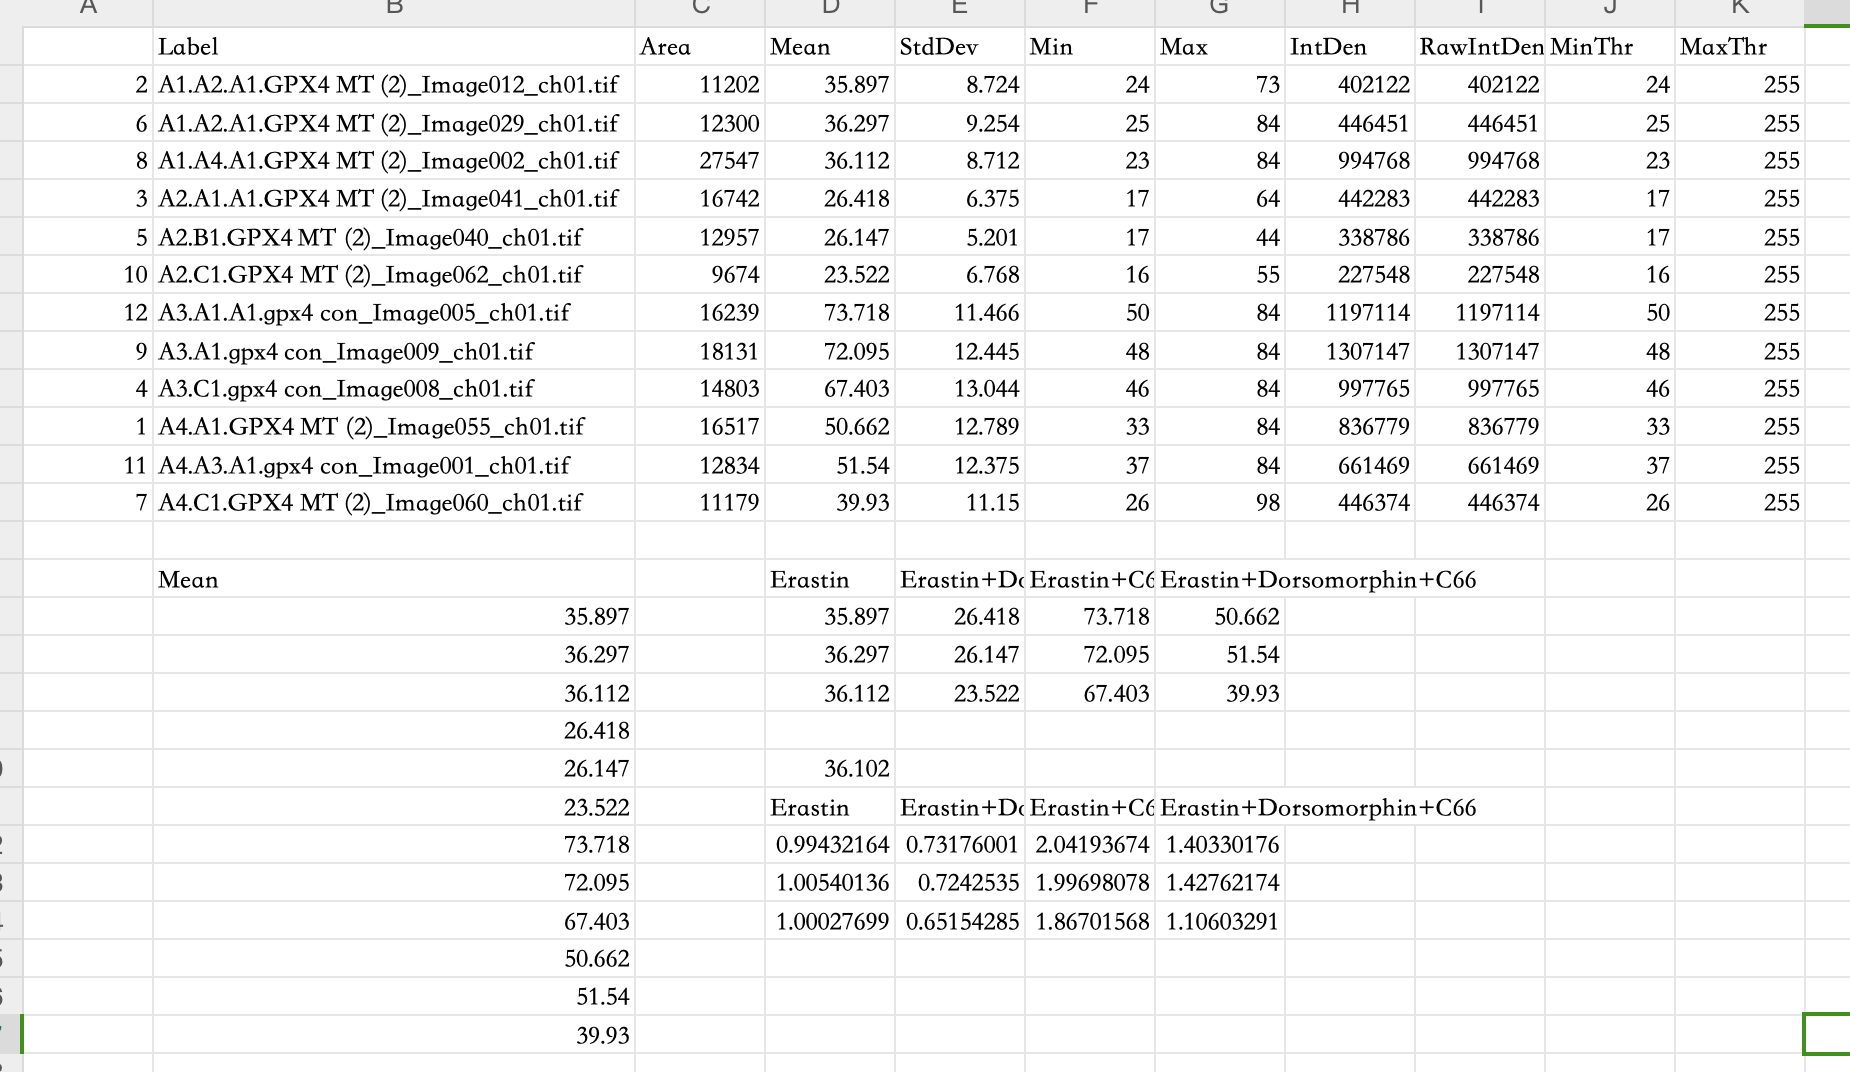 A B C D E F G H I J K
Label Area Mean StdDev Min Max IntDen RawIntDen MinThr MaxThr
2 A1.A2.A1.GPX4 MT (2)_Image012_ch01.tif 11202 35.897 8.724 24 73 402122 402122 24 255
6 A1.A2.A1.GPX4 MT (2)_Image029_ch01.tif 12300 36.297 9.254 25 84 446451 446451 25 255
8 A1.A4.A1.GPX4 MT (2)_Image002_ch01.tif 27547 36.112 8.712 23 84 994768 994768 23 255
3 A2.A1.A1.GPX4 MT (2)_Image041_ch01.tif 16742 26.418 6.375 17 64 442283 442283 17 255
5 A2.B1.GPX4 MT (2)_Image040_ch01.tif 12957 26.147 5.201 17 44 338786 338786 17 255
10 A2.C1.GPX4 MT (2)_Image062_ch01.tif 9674 23.522 6.768 16 55 227548 227548 16 255
12 A3.A1.A1.gpx4 con_Image005_ch01.tif 16239 73.718 11.466 50 84 1197114 1197114 50 255
9 A3.A1.gpx4 con_Image009_ch01.tif 18131 72.095 12.445 48 84 1307147 1307147 48 255
4 A3.C1.gpx4 con_Image008_ch01.tif 14803 67.403 13.044 46 84 997765 997765 46 255
1 A4.A1.GPX4 MT (2)_Image055_ch01.tif 16517 50.662 12.789 33 84 836779 836779 33 255
11 A4.A3.A1.gpx4 con_Image001_ch01.tif 12834 51.54 12.375 37 84 661469 661469 37 255
7 A4.C1.GPX4 MT (2)_Image060_ch01.tif 11179 39.93 11.15 26 98 446374 446374 26 255
Mean Erastin Erastin+Do Erastin+C6 Erastin+Dorsomorphin+C66
35.897 35.897 26.418 73.718 50.662
36.297 36.297 26.147 72.095 51.54
36.112 36.112 23.522 67.403 39.93
26.418
26.147 36.102
23.522 Erastin Erastin+Do Erastin+C6 Erastin+Dorsomorphin+C66
73.718 0.99432164 0.73176001 2.04193674 1.40330176
72.095 1.00540136 0.7242535 1.99698078 1.42762174
67.403 1.00027699 0.65154285 1.86701568 1.10603291
50.662
51.54
39.93